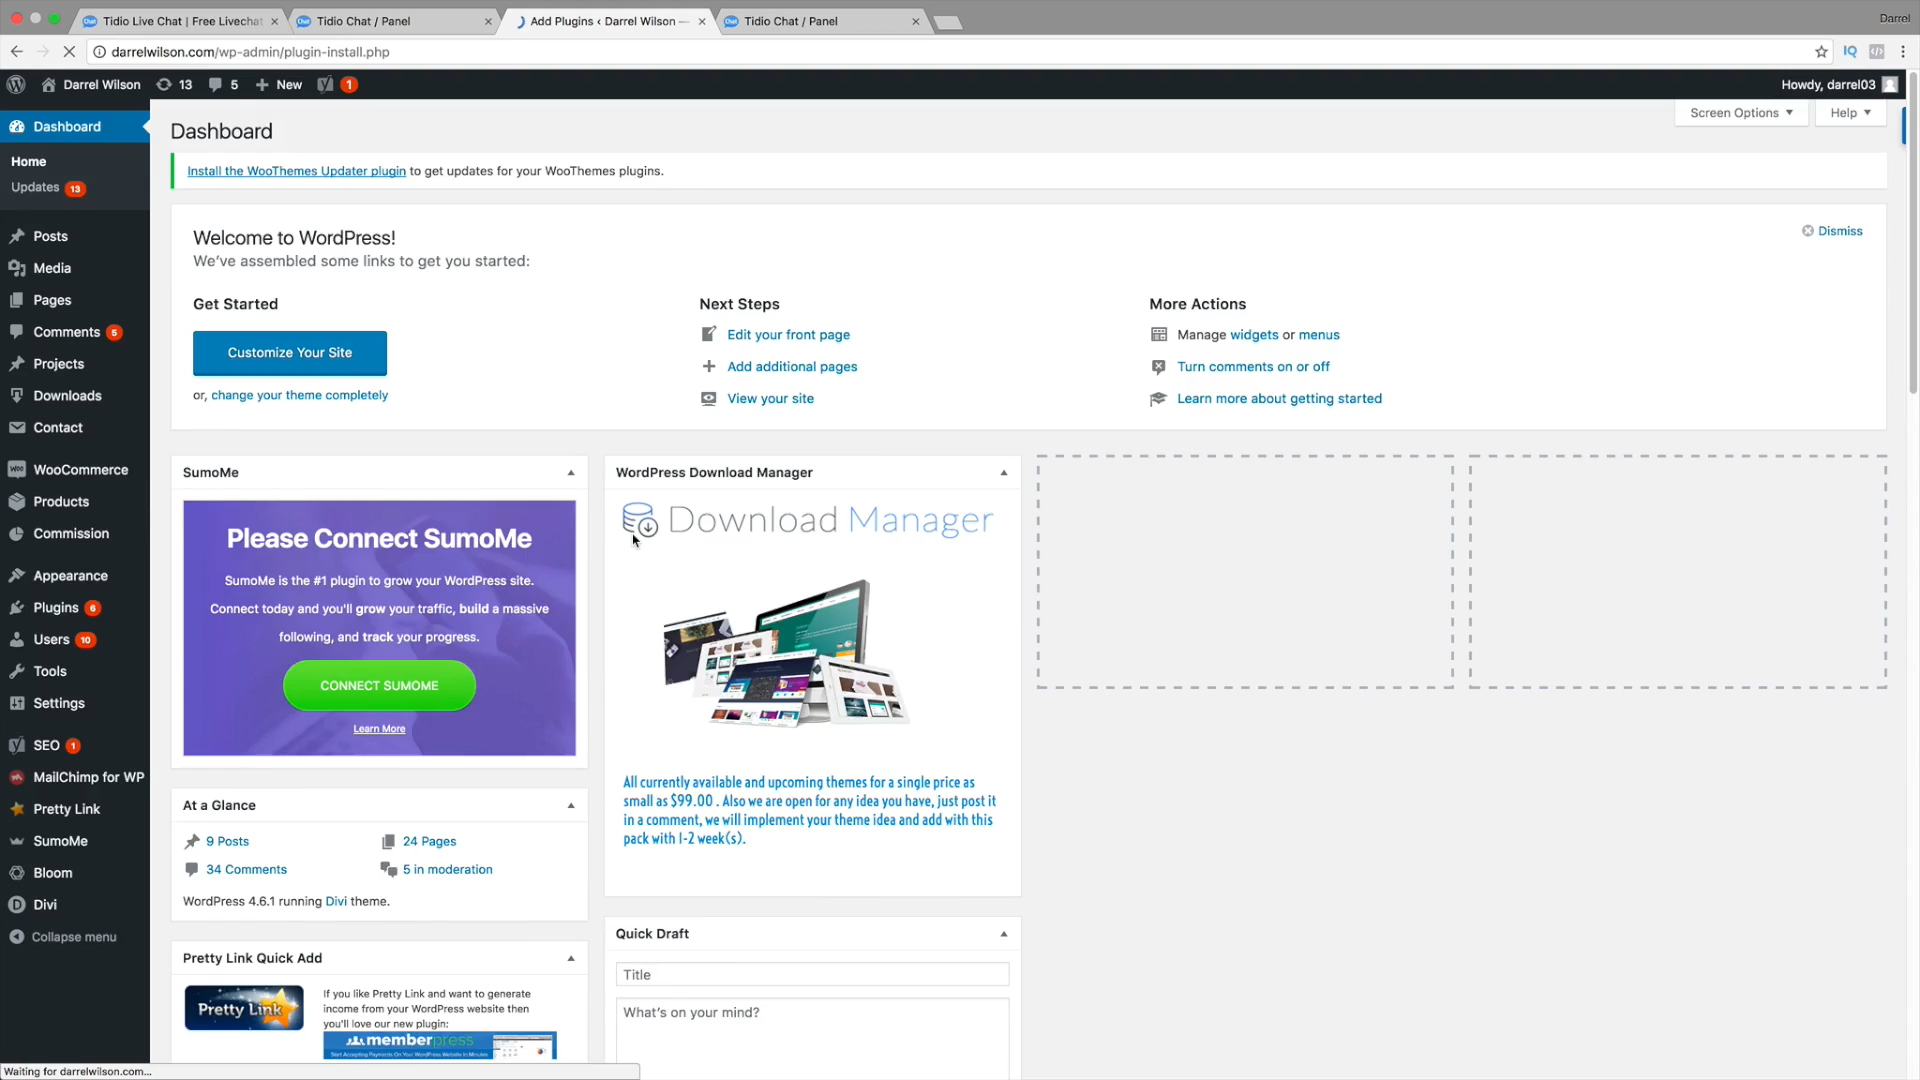 Tidio Live Chat | Free Livechat
Tidio Chat / Panel
Add Plugins ‹ Darrel Wilson —
Tidio Chat / Panel
Darrel
darrelwilson.com/wp-admin/plugin-install.php
IQ
Darrel Wilson 13 5 + New 1
Howdy, darrel03
Dashboard
Home
Updates 13
Posts
Media
Pages
Comments 5
Projects
Downloads
Contact
Woo WooCommerce
Products
Commission
Appearance
Plugins 6
Users 10
Tools
Settings
SEO 1
MailChimp for WP
Pretty Link
SumoMe
Bloom
D Divi
Collapse menu
Dashboard
Screen Options ▼
Help ▼
Install the WooThemes Updater plugin to get updates for your WooThemes plugins.
Welcome to WordPress!
We've assembled some links to get you started:
Dismiss
Get Started
Customize Your Site
or, change your theme completely
Next Steps
Edit your front page
Add additional pages
View your site
More Actions
Manage widgets or menus
Turn comments on or off
Learn more about getting started
SumoMe
Please Connect SumoMe
SumoMe is the #1 plugin to grow your WordPress site.
Connect today and you'll grow your traffic, build a massive
following, and track your progress.
CONNECT SUMOME
Learn More
At a Glance
9 Posts
24 Pages
34 Comments
5 in moderation
WordPress 4.6.1 running Divi theme.
Pretty Link Quick Add
Pretty Link
If you like Pretty Link and want to generate
income from your WordPress website then
you'll love our new plugin:
memberpress
Start Accepting Payments On Your WordPress Website in Minutes
WordPress Download Manager
Download Manager
All currently available and upcoming themes for a single price as
small as $99.00 . Also we are open for any idea you have, just post it
in a comment, we will implement your theme idea and add with this
pack with 1-2 week(s).
Quick Draft
Title
What's on your mind?
Waiting for darrelwilson.com...